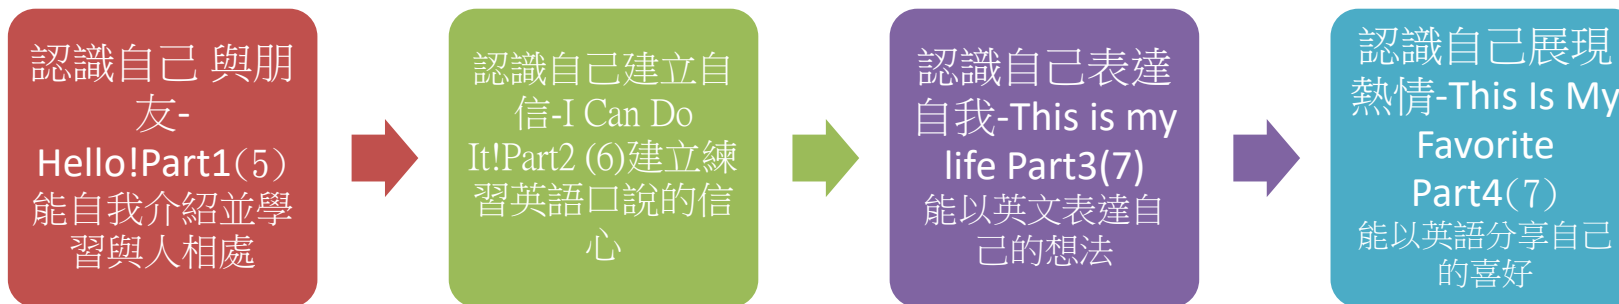 認識自己 與朋
友-
Hello!Part1(5)
能自我介紹並學
習與人相處
認識自己建立自
信-I Can Do
It!Part2 (6)建立練
習英語口說的信
心
認識自己表達
自我-This is my
life Part3(7)
能以英文表達自
己的想法
認識自己展現
熱情-This Is My
Favorite
Part4(7)
能以英語分享自己
的喜好